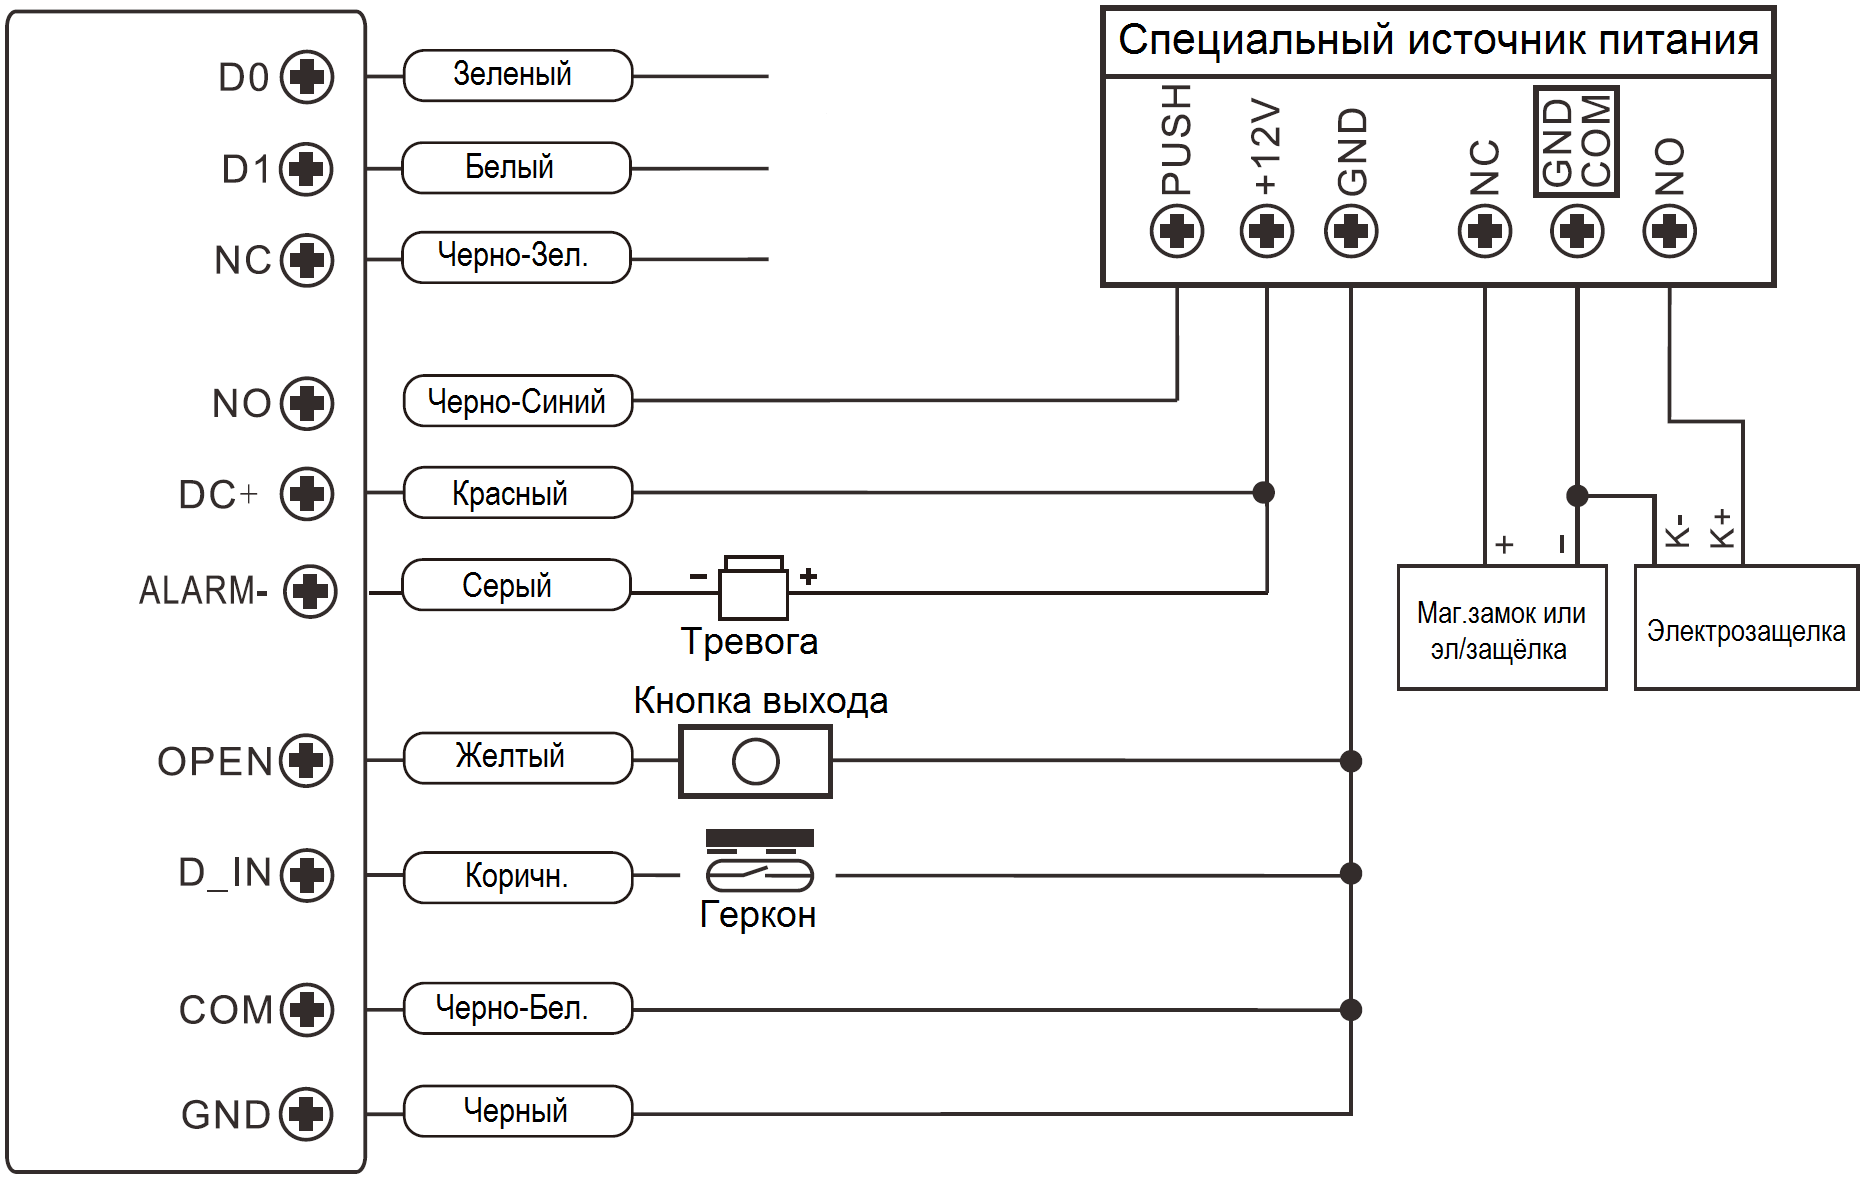 Специальный источник питания
PUSH
+12V
GND
NC
GND
COM
NO
D0
Зеленый
D1
Белый
NC
Черно-Зел.
NO
Черно-Синий
DC+
Красный
ALARM-
Серый
- +
Тревога
Кнопка выхода
OPEN
Желтый
D_IN
Коричн.
Геркон
COM
Черно-Бел.
GND
Черный
+ -
K-
K+
Маг.замок или
эл/защёлка
Электрозащелка